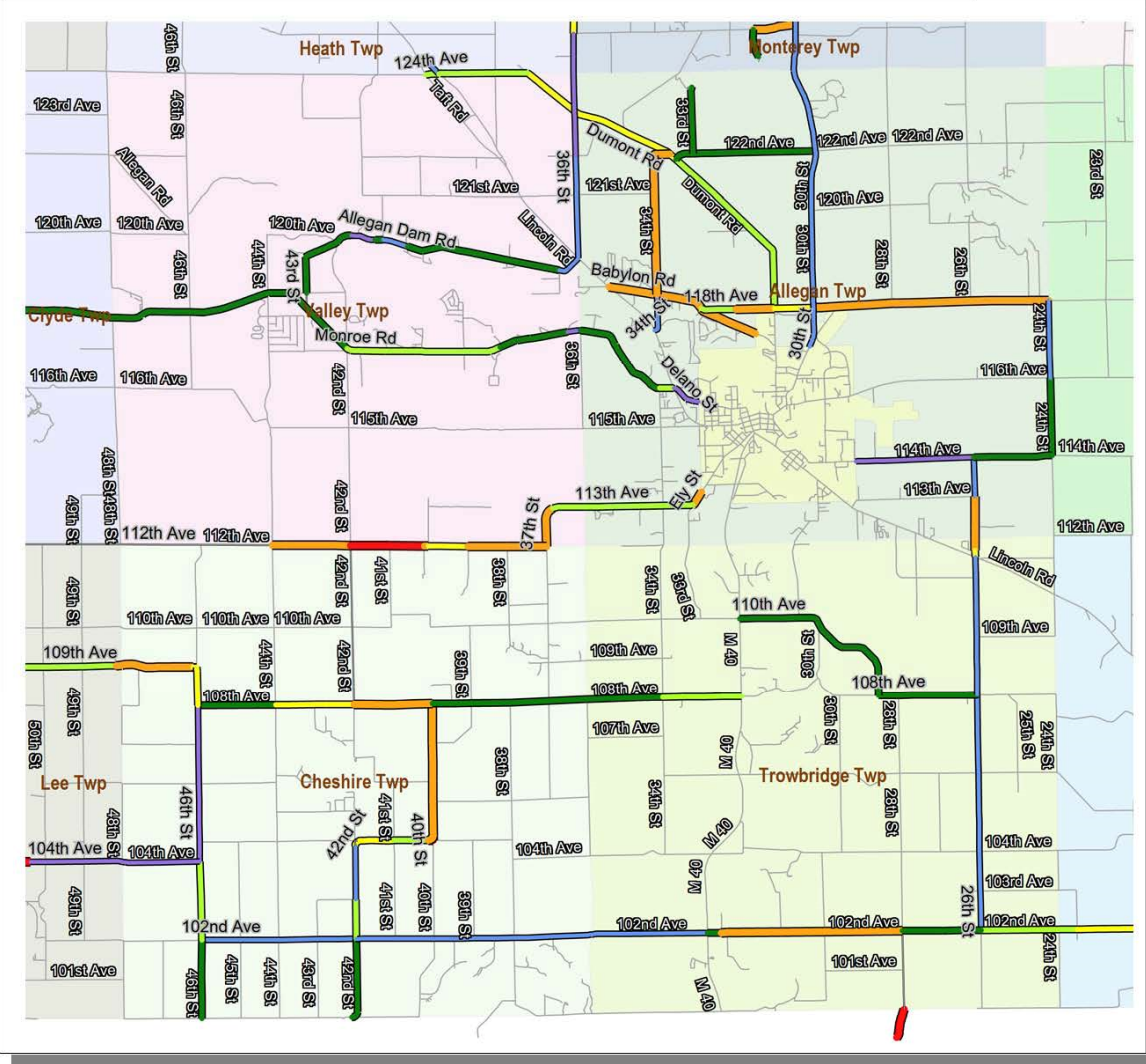 Heath Twp
Monterey Twp
46th St
124th Ave
Taft Rd
123rd Ave
46th St
33rd St
Dumont Rd
122nd Ave
122nd Ave
122nd Ave
Allegan Rd
36th St
23rd St
121st Ave
121st Ave
Dumont Rd
30th St
120th Ave
120th Ave
120th Ave
120th Ave
Allegan Dam Rd
Lincoln Rd
34th St
30th St
46th St
44th St
43rd St
28th St
26th St
Babylon Rd
118th Ave
Allegan Twp
Clyde Twp
Valley Twp
34th St
24th St
Monroe Rd
30th St
36th St
116th Ave
116th Ave
116th Ave
42nd St
Delano St
115th Ave
115th Ave
24th St
114th Ave
114th Ave
48th St
48th St
49th St
42nd St
113th Ave
Ely St
113th Ave
37th St
112th Ave
112th Ave
112th Ave
Lincoln Rd
49th St
42nd St
41st St
38th St
34th St
33rd St
110th Ave
110th Ave
110th Ave
110th Ave
109th Ave
109th Ave
109th Ave
M 40
30th St
44th St
42nd St
39th St
108th Ave
108th Ave
108th Ave
49th St
50th St
107th Ave
30th St
28th St
25th St
24th St
M 40
38th St
Lee Twp
Cheshire Twp
Trowbridge Twp
46th St
34th St
28th St
48th St
42nd St
41st St
40th St
M 40
104th Ave
104th Ave
104th Ave
104th Ave
M 40
103rd Ave
49th St
41st St
40th St
39th St
26th St
102nd Ave
102nd Ave
102nd Ave
102nd Ave
24th St
101st Ave
101st Ave
46th St
45th St
44th St
43rd St
42nd St
M 40